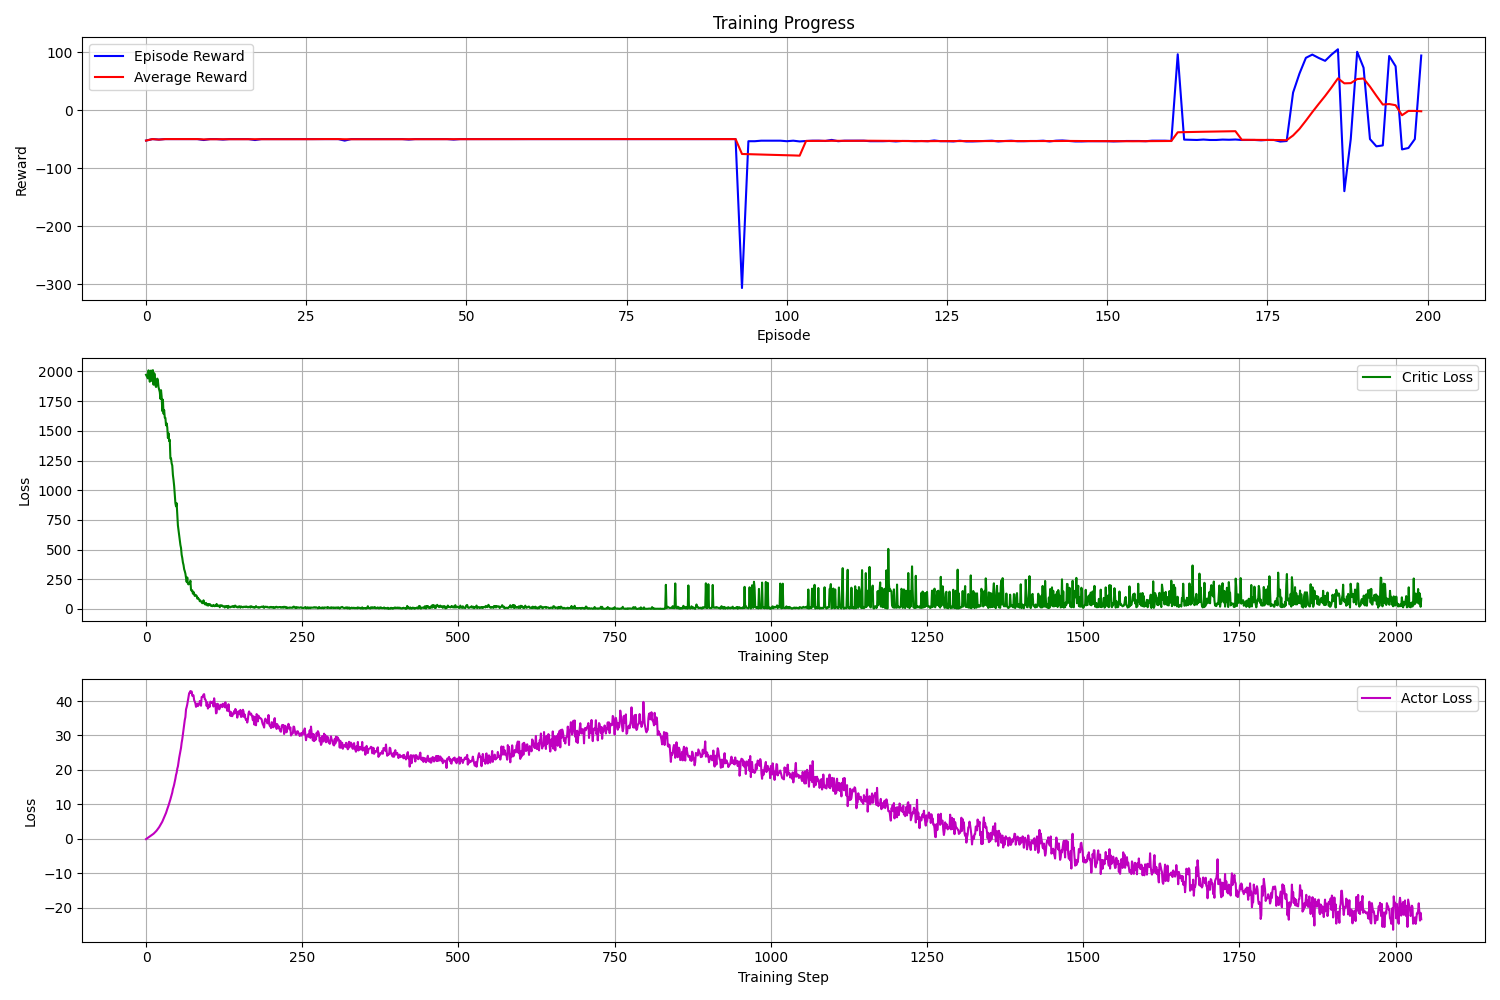 Training Progress
Episode Reward
Average Reward
100
0
−100
−200
−300
Reward
0 25 50 75 100 125 150 175 200
Episode
Critic Loss
2000
1750
1500
1250
1000
750
500
250
0
Loss
0 250 500 750 1000 1250 1500 1750 2000
Training Step
Actor Loss
40
30
20
10
0
−10
−20
Loss
0 250 500 750 1000 1250 1500 1750 2000
Training Step